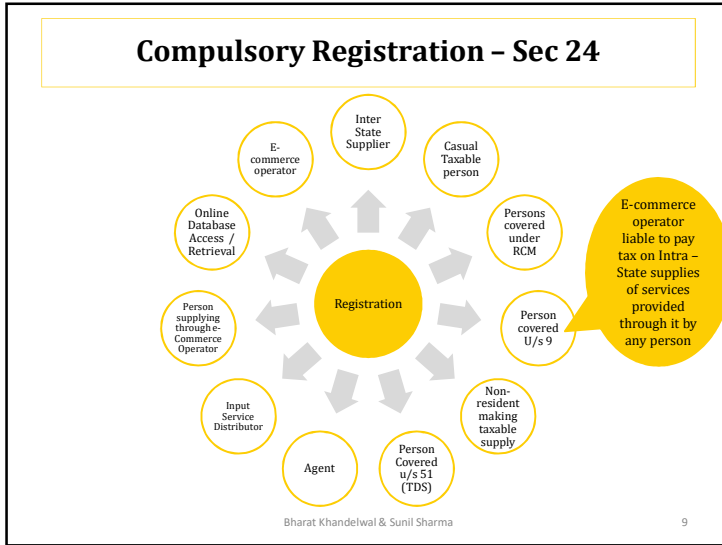 Compulsory Registration – Sec 24
Inter
State
Supplier
Casual
Taxable
person
Persons
covered
under
RCM
Person
covered
U/s 9
E-commerce
operator
liable to pay
tax on Intra –
State supplies
of services
provided
through it by
any person
Non-
resident
making
taxable
supply
Person
Covered
u/s 51
(TDS)
Agent
Input
Service
Distributor
Person
supplying
through e-
Commerce
Operator
Online
Database
Access /
Retrieval
E-
commerce
operator
Registration
Bharat Khandelwal & Sunil Sharma
9